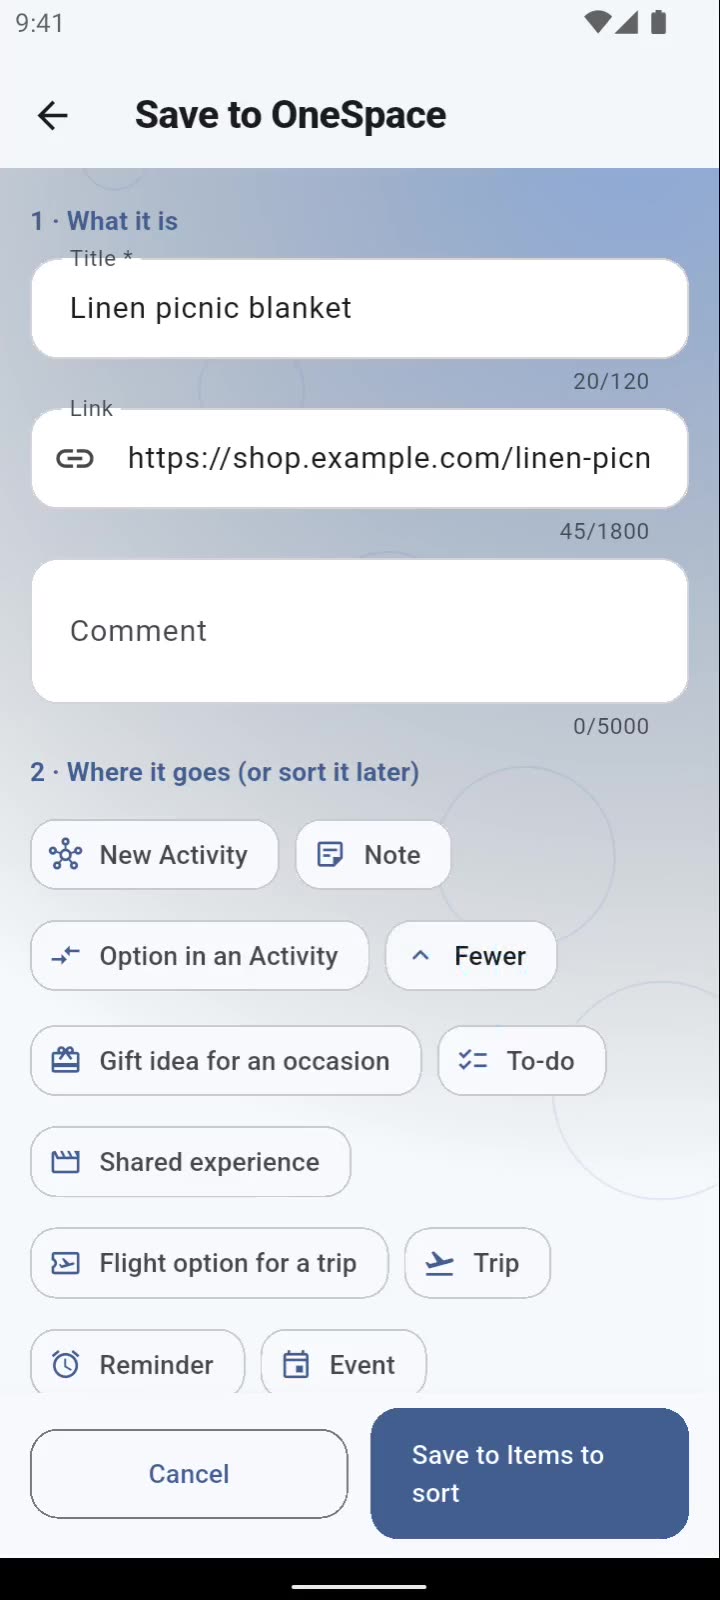 9:41
Save to OneSpace
1 · What it is
Title *
Linen picnic blanket
20/120
Link
https://shop.example.com/linen-picn
45/1800
Comment
0/5000
2 · Where it goes (or sort it later)
New Activity
Note
Option in an Activity
Fewer
Gift idea for an occasion
To-do
Shared experience
Flight option for a trip
Trip
Reminder
Event
Cancel
Save to Items to
sort